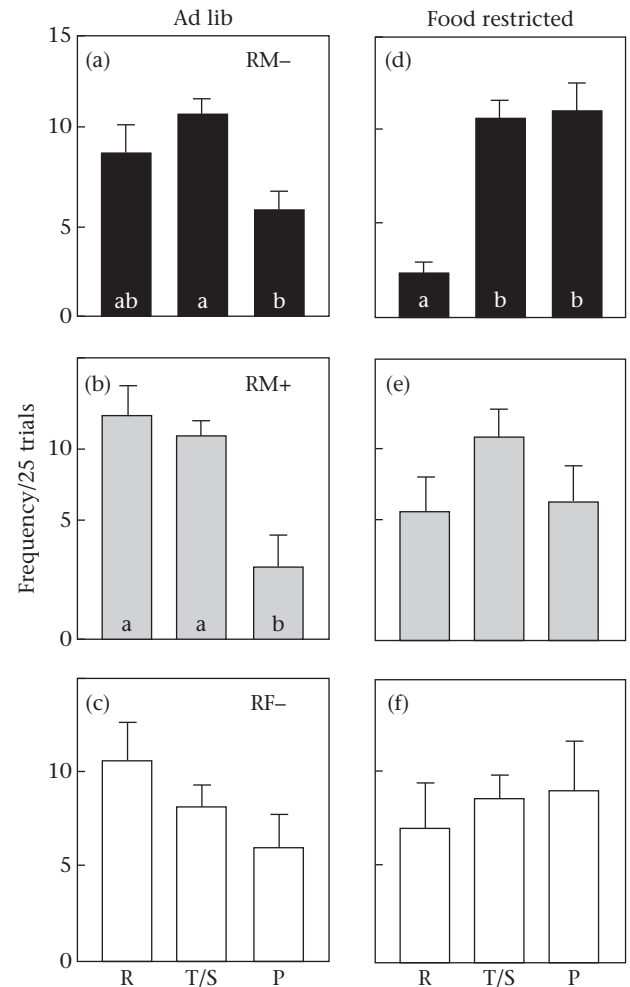 Ad lib
Food restricted
15
(a)
RM–
(d)
10
5
ab
a
b
a
b
b
0
(b)
RM+
(e)
10
5
a
a
b
0
Frequency/25 trials
(c)
RF–
(f)
10
5
0
R
T/S
P
R
T/S
P